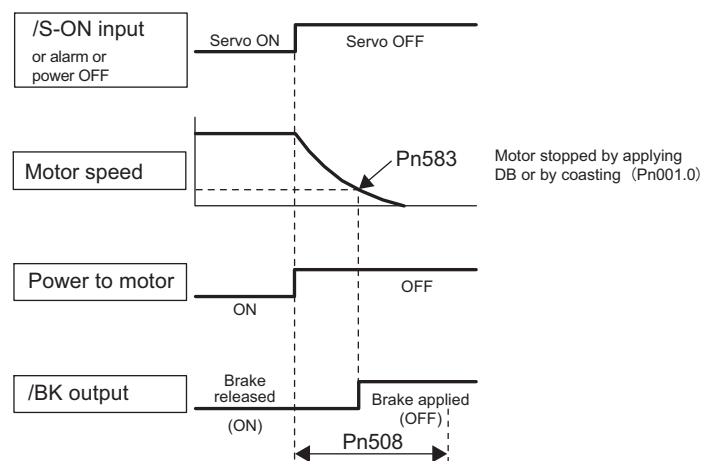 /S-ON input
or alarm or
power OFF
Servo ON
Servo OFF
Motor speed
Pn583
Motor stopped by applying
DB or by coasting (Pn001.0)
Power to motor
ON
OFF
/BK output
Brake
released
(ON)
Brake applied
(OFF)
Pn508